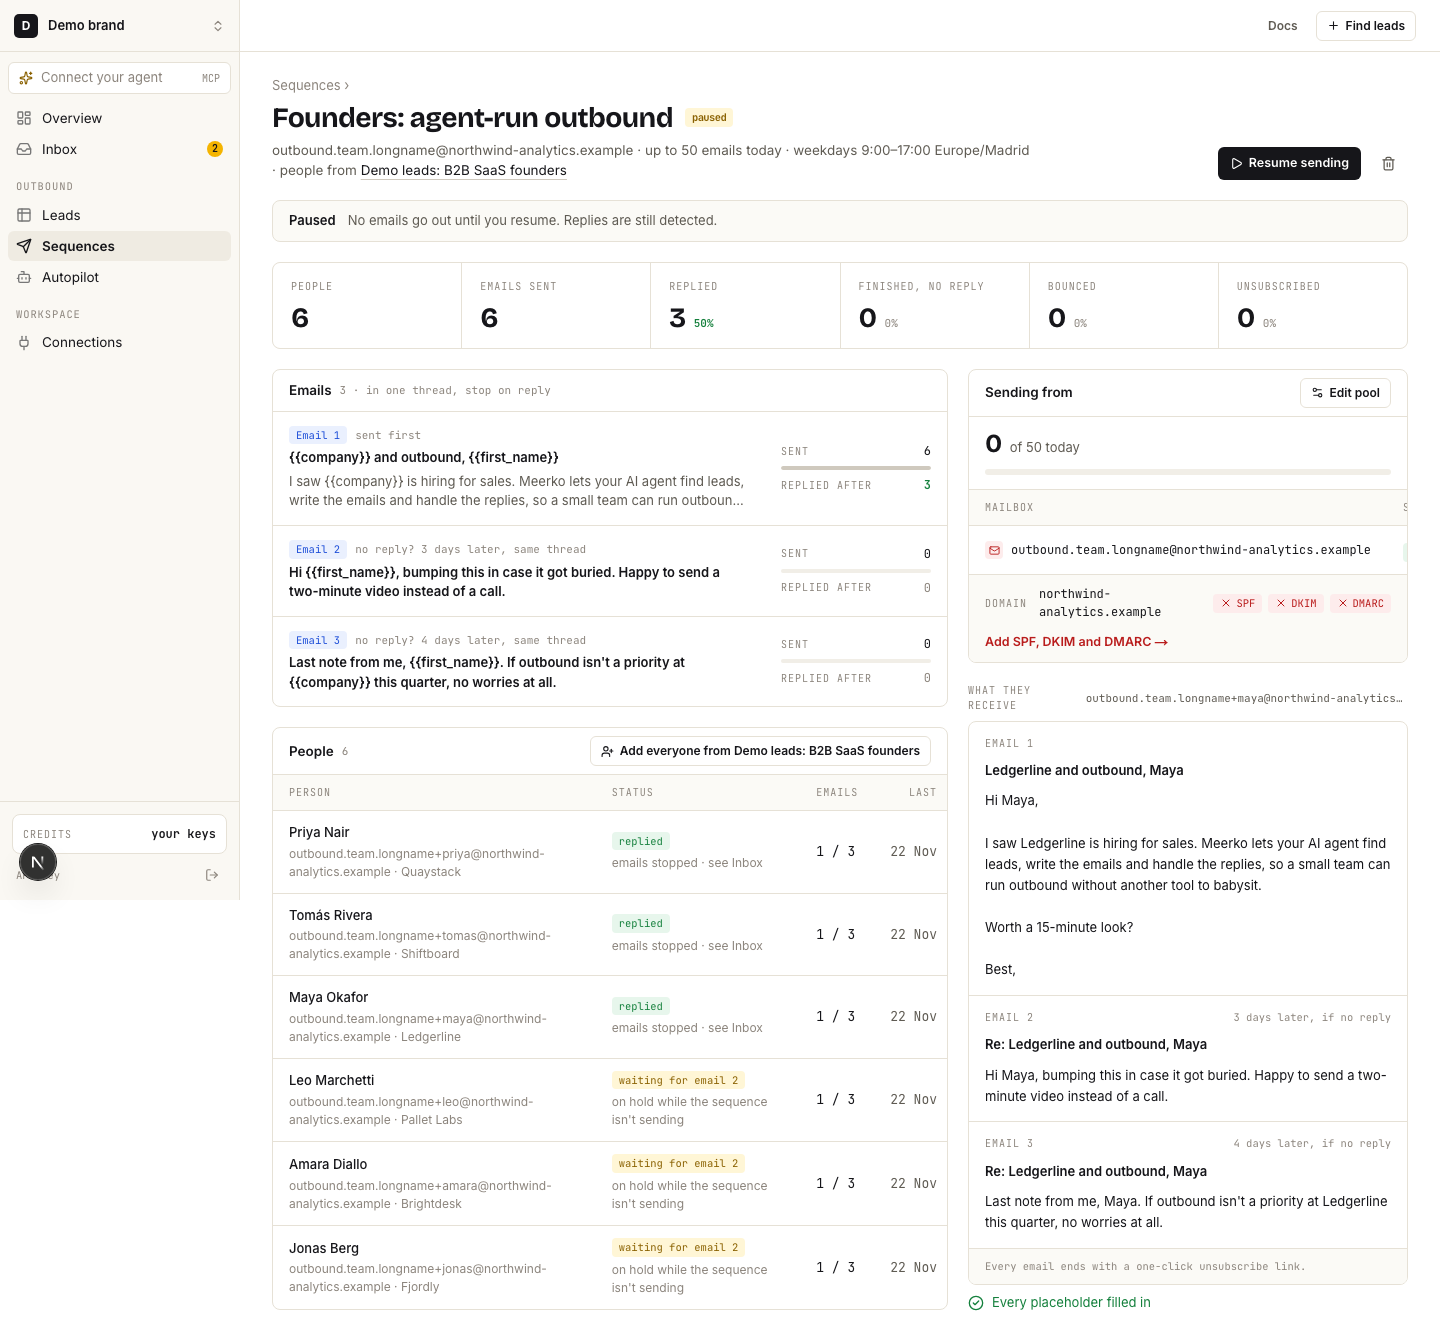 D Demo brand
Docs
Find leads
Connect your agent MCP
Overview
Inbox 2
OUTBOUND
Leads
Sequences
Autopilot
WORKSPACE
Connections
CREDITS your keys
N
Sequences ›
Founders: agent-run outbound paused
outbound.team.longname@northwind-analytics.example · up to 50 emails today · weekdays 9:00–17:00 Europe/Madrid
· people from Demo leads: B2B SaaS founders
Resume sending
Paused No emails go out until you resume. Replies are still detected.
PEOPLE
6
EMAILS SENT
6
REPLIED
3 50%
FINISHED, NO REPLY
0 0%
BOUNCED
0 0%
UNSUBSCRIBED
0 0%
Emails 3 · in one thread, stop on reply
Email 1 sent first
{{company}} and outbound, {{first_name}}
I saw {{company}} is hiring for sales. Meerko lets your AI agent find leads,
write the emails and handle the replies, so a small team can run outboun...
SENT 6
REPLIED AFTER 3
Email 2 no reply? 3 days later, same thread
Hi {{first_name}}, bumping this in case it got buried. Happy to send a
two-minute video instead of a call.
SENT 0
REPLIED AFTER 0
Email 3 no reply? 4 days later, same thread
Last note from me, {{first_name}}. If outbound isn't a priority at
{{company}} this quarter, no worries at all.
SENT 0
REPLIED AFTER 0
People 6
Add everyone from Demo leads: B2B SaaS founders
PERSON STATUS EMAILS LAST
Priya Nair
outbound.team.longname+priya@northwind-
analytics.example · Quaystack
replied
emails stopped · see Inbox
1 / 3
22 Nov
Tomás Rivera
outbound.team.longname+tomas@northwind-
analytics.example · Shiftboard
replied
emails stopped · see Inbox
1 / 3
22 Nov
Maya Okafor
outbound.team.longname+maya@northwind-
analytics.example · Ledgerline
replied
emails stopped · see Inbox
1 / 3
22 Nov
Leo Marchetti
outbound.team.longname+leo@northwind-
analytics.example · Pallet Labs
waiting for email 2
on hold while the sequence
isn't sending
1 / 3
22 Nov
Amara Diallo
outbound.team.longname+amara@northwind-
analytics.example · Brightdesk
waiting for email 2
on hold while the sequence
isn't sending
1 / 3
22 Nov
Jonas Berg
outbound.team.longname+jonas@northwind-
analytics.example · Fjordly
waiting for email 2
on hold while the sequence
isn't sending
1 / 3
22 Nov
Sending from
Edit pool
0 of 50 today
MAILBOX
outbound.team.longname@northwind-analytics.example
DOMAIN
northwind-
analytics.example
SPF DKIM DMARC
Add SPF, DKIM and DMARC →
WHAT THEY
RECEIVE
outbound.team.longname+maya@northwind-analytics…
EMAIL 1
Ledgerline and outbound, Maya
Hi Maya,
I saw Ledgerline is hiring for sales. Meerko lets your AI agent find
leads, write the emails and handle the replies, so a small team can
run outbound without another tool to babysit.
Worth a 15-minute look?
Best,
EMAIL 2 3 days later, if no reply
Re: Ledgerline and outbound, Maya
Hi Maya, bumping this in case it got buried. Happy to send a two-
minute video instead of a call.
EMAIL 3 4 days later, if no reply
Re: Ledgerline and outbound, Maya
Last note from me, Maya. If outbound isn't a priority at Ledgerline
this quarter, no worries at all.
Every email ends with a one-click unsubscribe link.
Every placeholder filled in